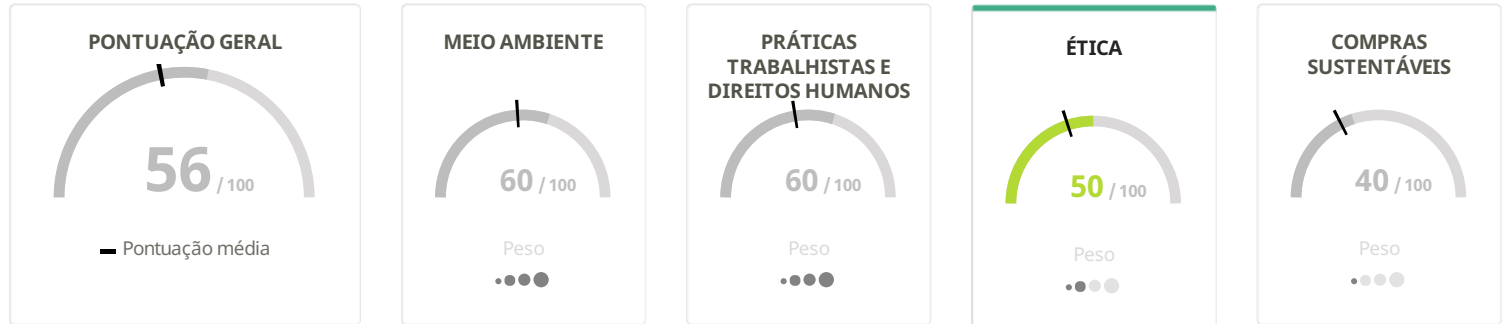 PONTUAÇÃO GERAL
56 / 100
Pontuação média
MEIO AMBIENTE
60 / 100
Peso
PRÁTICAS
TRABALHISTAS E
DIREITOS HUMANOS
60 / 100
Peso
ÉTICA
50 / 100
Peso
COMPRAS
SUSTENTÁVEIS
40 / 100
Peso